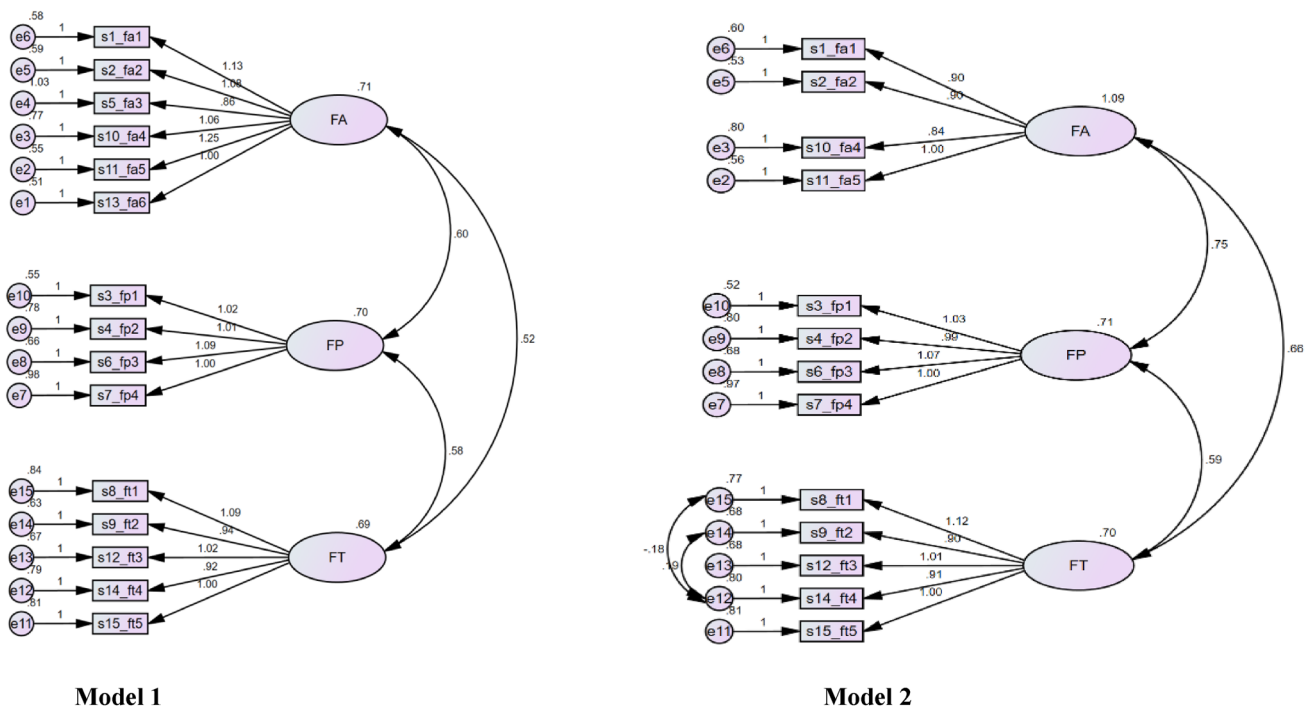 .58
e6 1 s1_fa1
.59
e5 1 s2_fa2
1.03
e4 1 s5_fa3
.77
e3 1 s10_fa4
.55
e2 1 s11_fa5
.51
e1 1 s13_fa6
1.13
1.08
.86
1.06
1.25
1.00
.71
FA
.60
.52
.55
e10 1 s3_fp1
.78
e9 1 s4_fp2
.66
e8 1 s6_fp3
.98
e7 1 s7_fp4
1.02
1.01
1.09
1.00
.70
FP
.58
.84
e15 1 s8_ft1
.63
e14 1 s9_ft2
.67
e13 1 s12_ft3
.79
e12 1 s14_ft4
.81
e11 1 s15_ft5
1.09
.94
1.02
.92
1.00
.69
FT
Model 1
.60
e6 1 s1_fa1
.53
e5 1 s2_fa2
.80
e3 1 s10_fa4
.56
e2 1 s11_fa5
.90
.90
.84
1.00
1.09
FA
.75
.66
.52
e10 1 s3_fp1
.80
e9 1 s4_fp2
.68
e8 1 s6_fp3
.97
e7 1 s7_fp4
1.03
.99
1.07
1.00
.71
FP
.59
.77
e15 1 s8_ft1
.68
e14 1 s9_ft2
.68
e13 1 s12_ft3
.80
e12 1 s14_ft4
.81
e11 1 s15_ft5
-.18
.19
1.12
.90
1.01
.91
1.00
.70
FT
Model 2